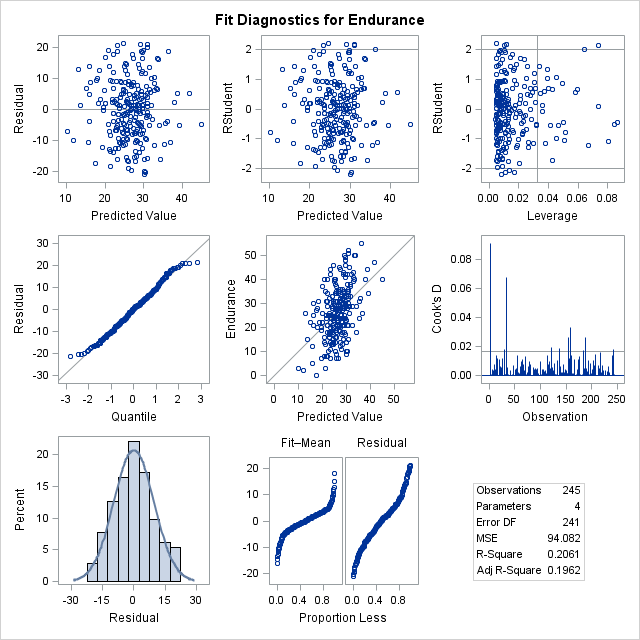 Fit Diagnostics for Endurance
Residual
20
10
0
-10
-20
10 20 30 40
Predicted Value
RStudent
2
1
0
-1
-2
10 20 30 40
Predicted Value
RStudent
2
1
0
-1
-2
0.00 0.02 0.04 0.06 0.08
Leverage
Residual
30
20
10
0
-10
-20
-30
-3 -2 -1 0 1 2 3
Quantile
Endurance
50
40
30
20
10
0
0 10 20 30 40 50
Predicted Value
Cook's D
0.08
0.06
0.04
0.02
0.00
0 50 100 150 200 250
Observation
Percent
20
15
10
5
0
-30 -15 0 15 30
Residual
Fit–Mean Residual
20
10
0
-10
-20
0.0 0.4 0.8 0.0 0.4 0.8
Proportion Less
Observations 245
Parameters 4
Error DF 241
MSE 94.082
R-Square 0.2061
Adj R-Square 0.1962